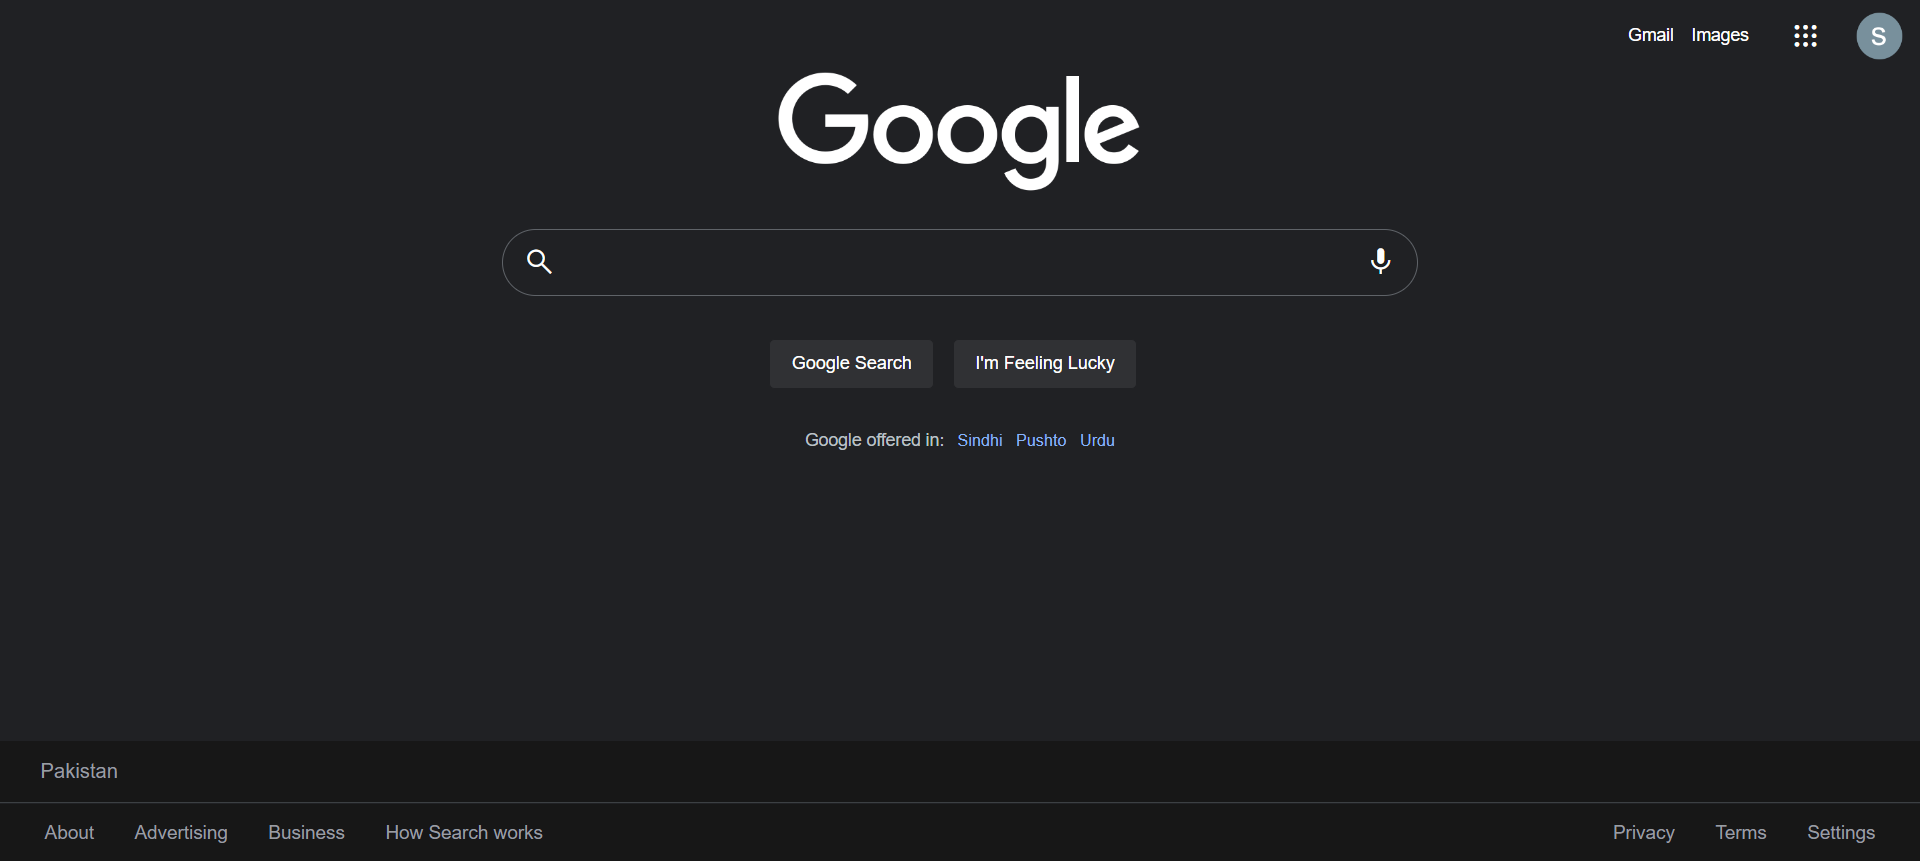 Gmail Images S
Google
Google Search I'm Feeling Lucky
Google offered in: Sindhi Pushto Urdu
Pakistan
About Advertising Business How Search works Privacy Terms Settings